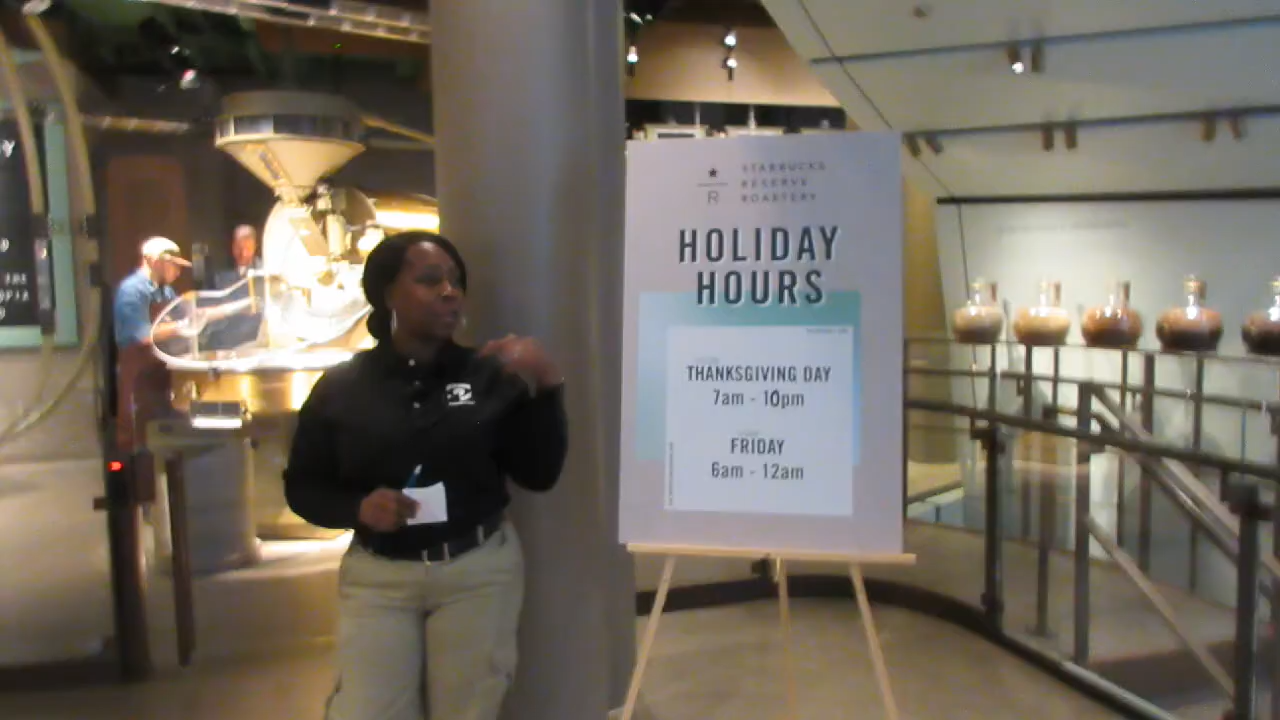 STARBUCKS
RESERVE
R
ROASTERY
HOLIDAY
HOURS
THANKSGIVING DAY
7am - 10pm
FRIDAY
6am - 12am